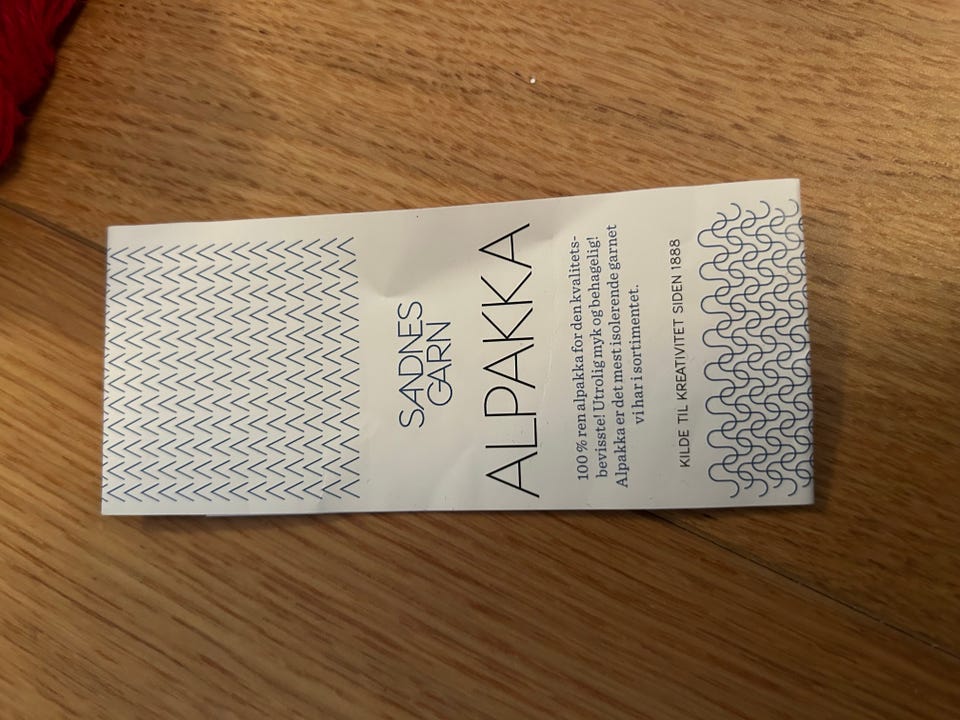 SANDNES
GARN
ALPAKKA
100 % ren alpakka for den kvalitets-
bevisste! Utrolig myk og behagelig!
Alpakka er det mest isolerende garnet
vi har i sortimentet.
KILDE TIL KREATIVITET SIDEN 1888